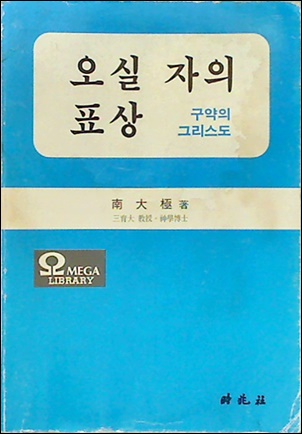 오실 자의
표상
구약의
그리스도
南大極 著
三育大 敎授·神學博士
ΩMEGA
LIBRARY
時兆社